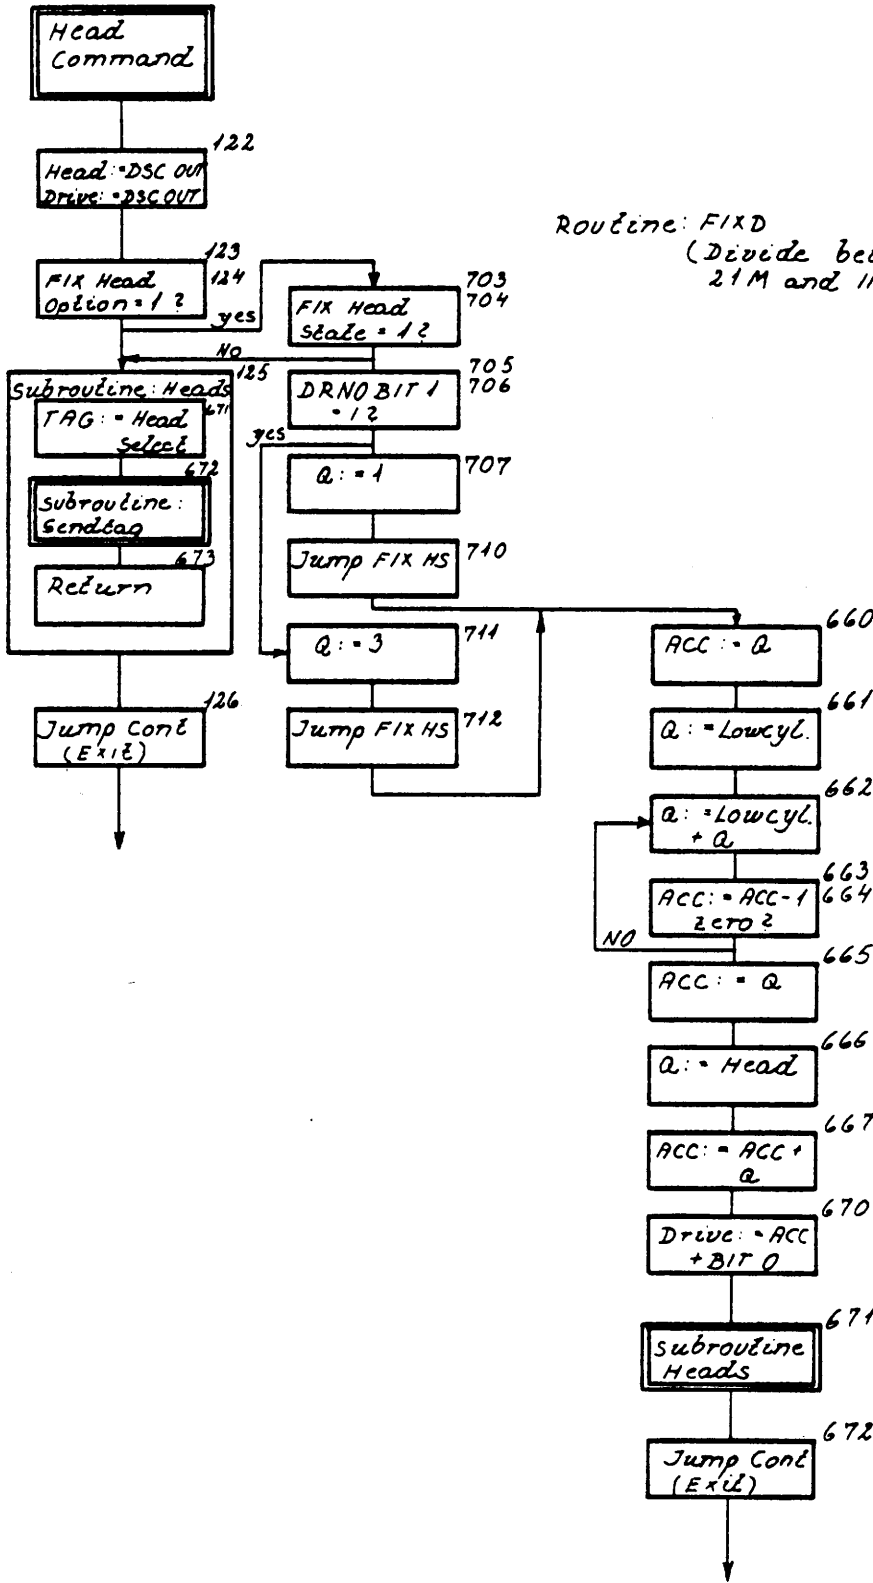 Head
Command
122
Head:=DSC OUT
Drive:=DSC OUT
123
FIX Head 124
Option=1?
yes
Routine: FIXD
(Divide
21M and
703
FIX Head 704
State = 1?
NO
125
Subroutine: Heads
671
TAG:= Head
Select
672
Subroutine:
Sendtag
673
Return
126
Jump Cont
(Exit)
705
DRNO BIT 1 706
= 1?
yes
707
Q:=1
710
Jump FIX HS
711
Q:=3
Jump FIX HS 712
660
ACC:= Q
661
Q:=Lowcyl.
662
Q:=Lowcyl.
+ Q
663
ACC:=ACC-1 664
zero?
NO
665
ACC:= Q
666
Q:= Head
667
ACC:= ACC +
Q
670
Drive:=ACC
+BIT 0
671
Subroutine
Heads
672
Jump Cont
(Exit)